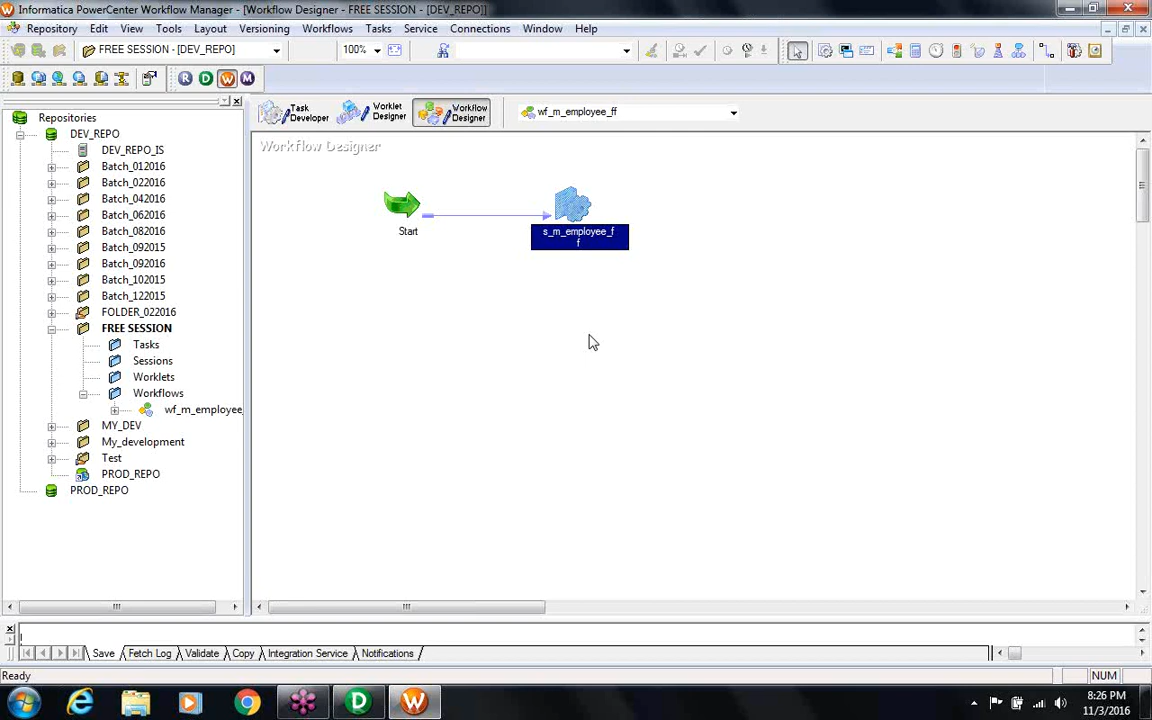 Informatica PowerCenter Workflow Manager - [Workflow Designer - FREE SESSION - [DEV_REPO]]
Repository Edit View Tools Layout Versioning Workflows Tasks Service Connections Window Help
FREE SESSION - [DEV_REPO] 100%
R D W M
Task Developer
Worklet Designer
Workflow Designer
wf_m_employee_ff
Repositories
DEV_REPO
DEV_REPO_IS
Batch_012016
Batch_022016
Batch_042016
Batch_062016
Batch_082016
Batch_092015
Batch_092016
Batch_102015
Batch_122015
FOLDER_022016
FREE SESSION
Tasks
Sessions
Worklets
Workflows
wf_m_employee_
MY_DEV
My_development
Test
PROD_REPO
PROD_REPO
Workflow Designer
Start
s_m_employee_f
f
Save Fetch Log Validate Copy Integration Service Notifications
Ready
NUM
D W
8:26 PM
11/3/2016